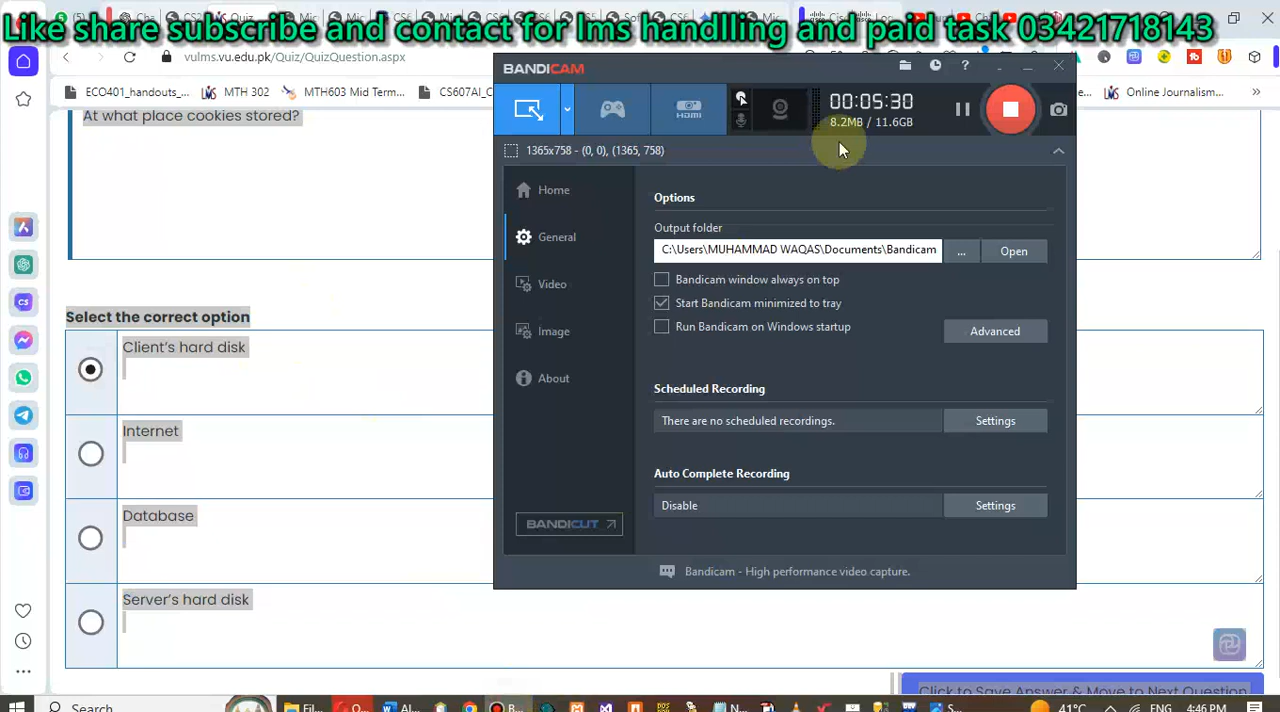 Like share subscribe and contact for lms handlling and paid task 03421718143
vulms.vu.edu.pk/Quiz/QuizQuestion.aspx
ECO401_handouts_...
MTH 302
MTH603 Mid Term...
CS607AI_C
Online Journalism...
At what place cookies stored?
Select the correct option
Client's hard disk
Internet
Database
Server's hard disk
Click to Save Answer & Move to Next Question
BANDICAM
HDMI
00:05:30
8.2MB / 11.6GB
1365x758 - (0, 0), (1365, 758)
Home
General
Video
Image
About
BANDICUT
Options
Output folder
C:\Users\MUHAMMAD WAQAS\Documents\Bandicam
...
Open
Bandicam window always on top
Start Bandicam minimized to tray
Run Bandicam on Windows startup
Advanced
Scheduled Recording
There are no scheduled recordings.
Settings
Auto Complete Recording
Disable
Settings
Bandicam - High performance video capture.
Search
41°C
ENG
4:46 PM